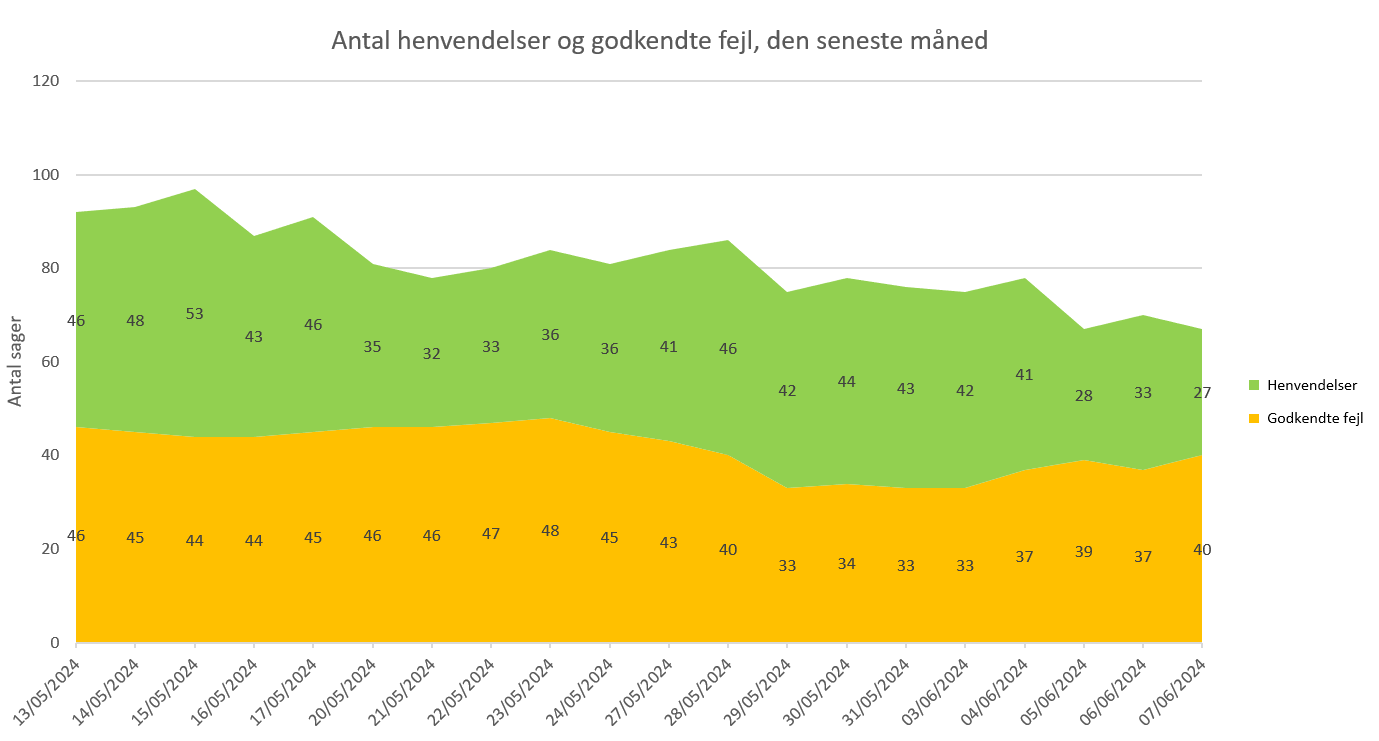 Antal henvendelser og godkendte fejl, den seneste måned
120
100
80
60
40
20
0
Antal sager
46 48 53 43 46 35 32 33 36 36 41 46 42 44 43 42 41 28 33 27
46 45 44 44 45 46 46 47 48 45 43 40 33 34 33 33 37 39 37 40
13/05/2024 14/05/2024 15/05/2024 16/05/2024 17/05/2024 20/05/2024 21/05/2024 22/05/2024 23/05/2024 24/05/2024 27/05/2024 28/05/2024 29/05/2024 30/05/2024 31/05/2024 03/06/2024 04/06/2024 05/06/2024 06/06/2024 07/06/2024
Henvendelser
Godkendte fejl